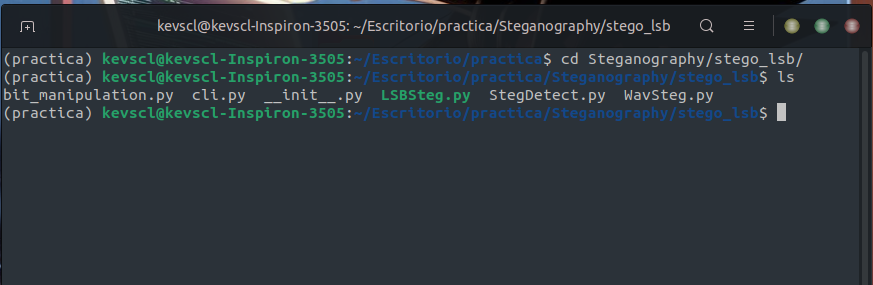 kevscl@kevscl-Inspiron-3505: ~/Escritorio/practica/Steganography/stego_lsb
(practica) kevscl@kevscl-Inspiron-3505:~/Escritorio/practica$ cd Steganography/stego_lsb/
(practica) kevscl@kevscl-Inspiron-3505:~/Escritorio/practica/Steganography/stego_lsb$ ls
bit_manipulation.py  cli.py  __init__.py  LSBSteg.py  StegDetect.py  WavSteg.py
(practica) kevscl@kevscl-Inspiron-3505:~/Escritorio/practica/Steganography/stego_lsb$